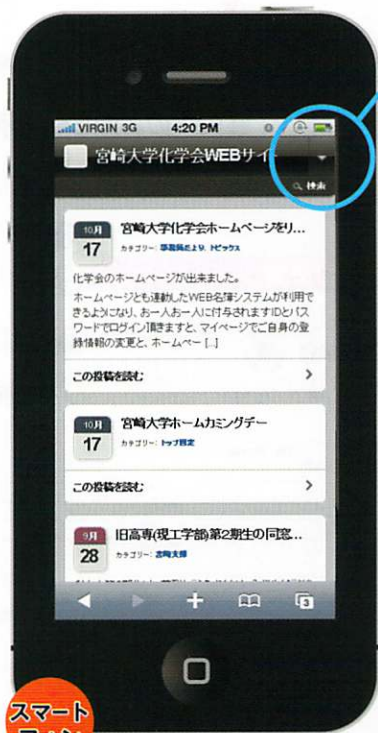 VIRGIN 3G 4:20 PM
宮崎大学化学会WEBサイ
検索
10月
17
宮崎大学化学会ホームページをリ...
カテゴリー: 事務局だより, トピックス
化学会のホームページが出来ました。
ホームページとも連動したWEB名簿システムが利用で
きるようになり、お一人お一人に付与されますIDとパス
ワードでログイン頂きますと、マイページでご自身の登
録情報の変更と、ホームペー [...]
この投稿を読む
10月
17
宮崎大学ホームカミングデー
カテゴリー: トップ固定
この投稿を読む
9月
28
旧高専(現工学部)第2期生の同窓...
カテゴリー: 宮崎支部
3
スマート